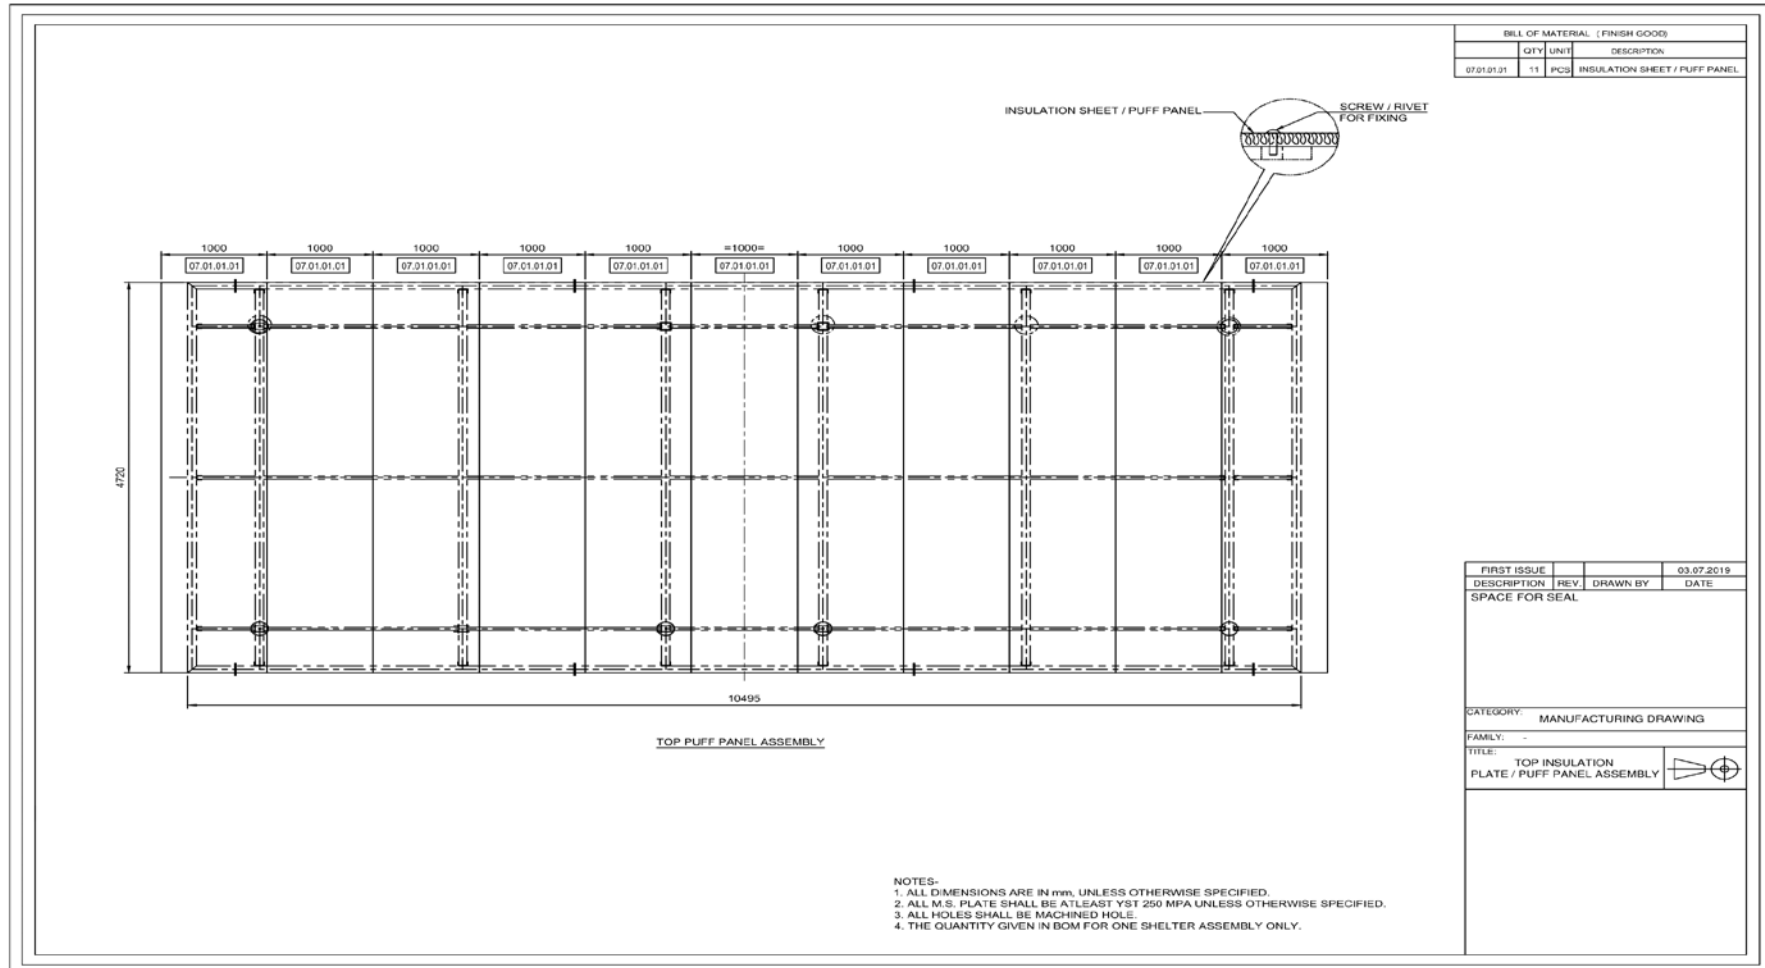 BILL OF MATERIAL ( FINISH GOOD)
QTY UNIT DESCRIPTION
07.01.01.01 11 PCS INSULATION SHEET / PUFF PANEL
INSULATION SHEET / PUFF PANEL
SCREW / RIVET
FOR FIXING
1000 1000 1000 1000 1000 =1000= 1000 1000 1000 1000 1000
07.01.01.01 07.01.01.01 07.01.01.01 07.01.01.01 07.01.01.01 07.01.01.01 07.01.01.01 07.01.01.01 07.01.01.01 07.01.01.01 07.01.01.01
4720
10495
TOP PUFF PANEL ASSEMBLY
FIRST ISSUE 03.07.2019
DESCRIPTION REV. DRAWN BY DATE
SPACE FOR SEAL
CATEGORY: MANUFACTURING DRAWING
FAMILY: -
TITLE:
TOP INSULATION
PLATE / PUFF PANEL ASSEMBLY
NOTES-
1. ALL DIMENSIONS ARE IN mm, UNLESS OTHERWISE SPECIFIED.
2. ALL M.S. PLATE SHALL BE ATLEAST YST 250 MPA UNLESS OTHERWISE SPECIFIED.
3. ALL HOLES SHALL BE MACHINED HOLE.
4. THE QUANTITY GIVEN IN BOM FOR ONE SHELTER ASSEMBLY ONLY.